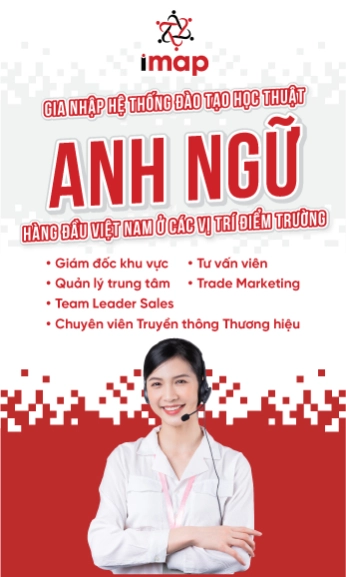 imap
GIA NHẬP HỆ THỐNG ĐÀO TẠO HỌC THUẬT
ANH NGỮ
HÀNG ĐẦU VIỆT NAM Ở CÁC VỊ TRÍ ĐIỂM TRƯỜNG
• Giám đốc khu vực • Tư vấn viên
• Quản lý trung tâm • Trade Marketing
• Team Leader Sales
• Chuyên viên Truyền thông Thương hiệu